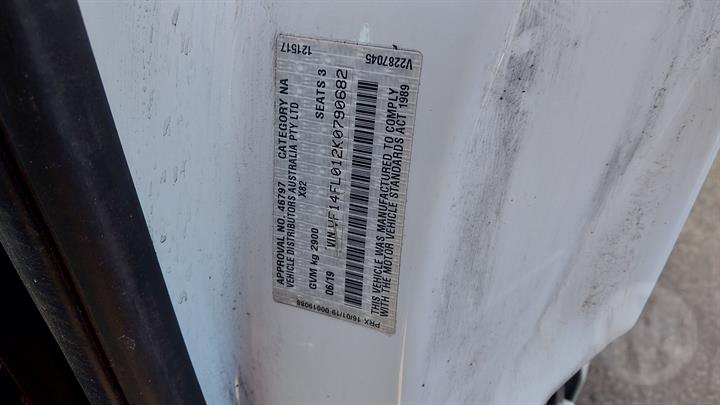 121517 V2287045
APPROVAL NO. 46797 CATEGORY NA
VEHICLE DISTRIBUTORS AUSTRALIA PTY LTD
X82
GVM kg 2900 SEATS 3
06/19 VIN VF14FL012K0790682
THIS VEHICLE WAS MANUFACTURED TO COMPLY
WITH THE MOTOR VEHICLE STANDARDS ACT 1989
PRX 16/07/19 00019088